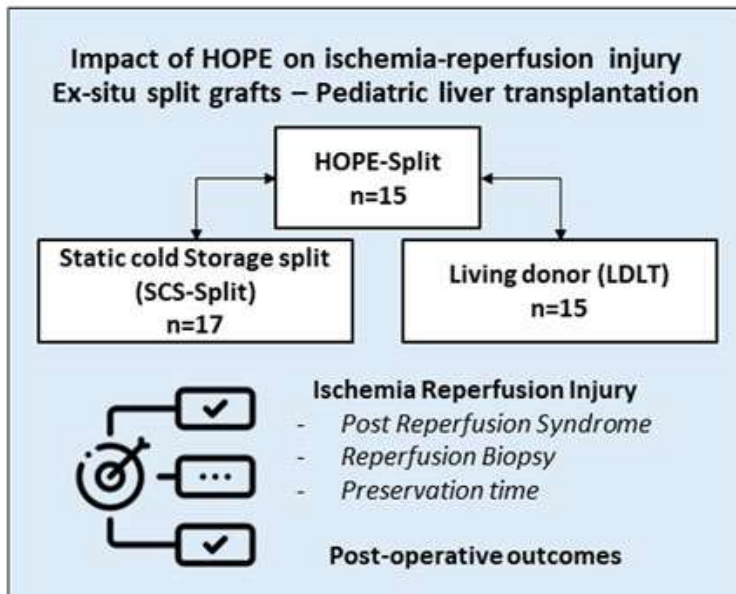 Impact of HOPE on ischemia-reperfusion injury
Ex-situ split grafts – Pediatric liver transplantation
HOPE-Split
n=15
Static cold Storage split
(SCS-Split)
n=17
Living donor (LDLT)
n=15
Ischemia Reperfusion Injury
- Post Reperfusion Syndrome
- Reperfusion Biopsy
- Preservation time
Post-operative outcomes